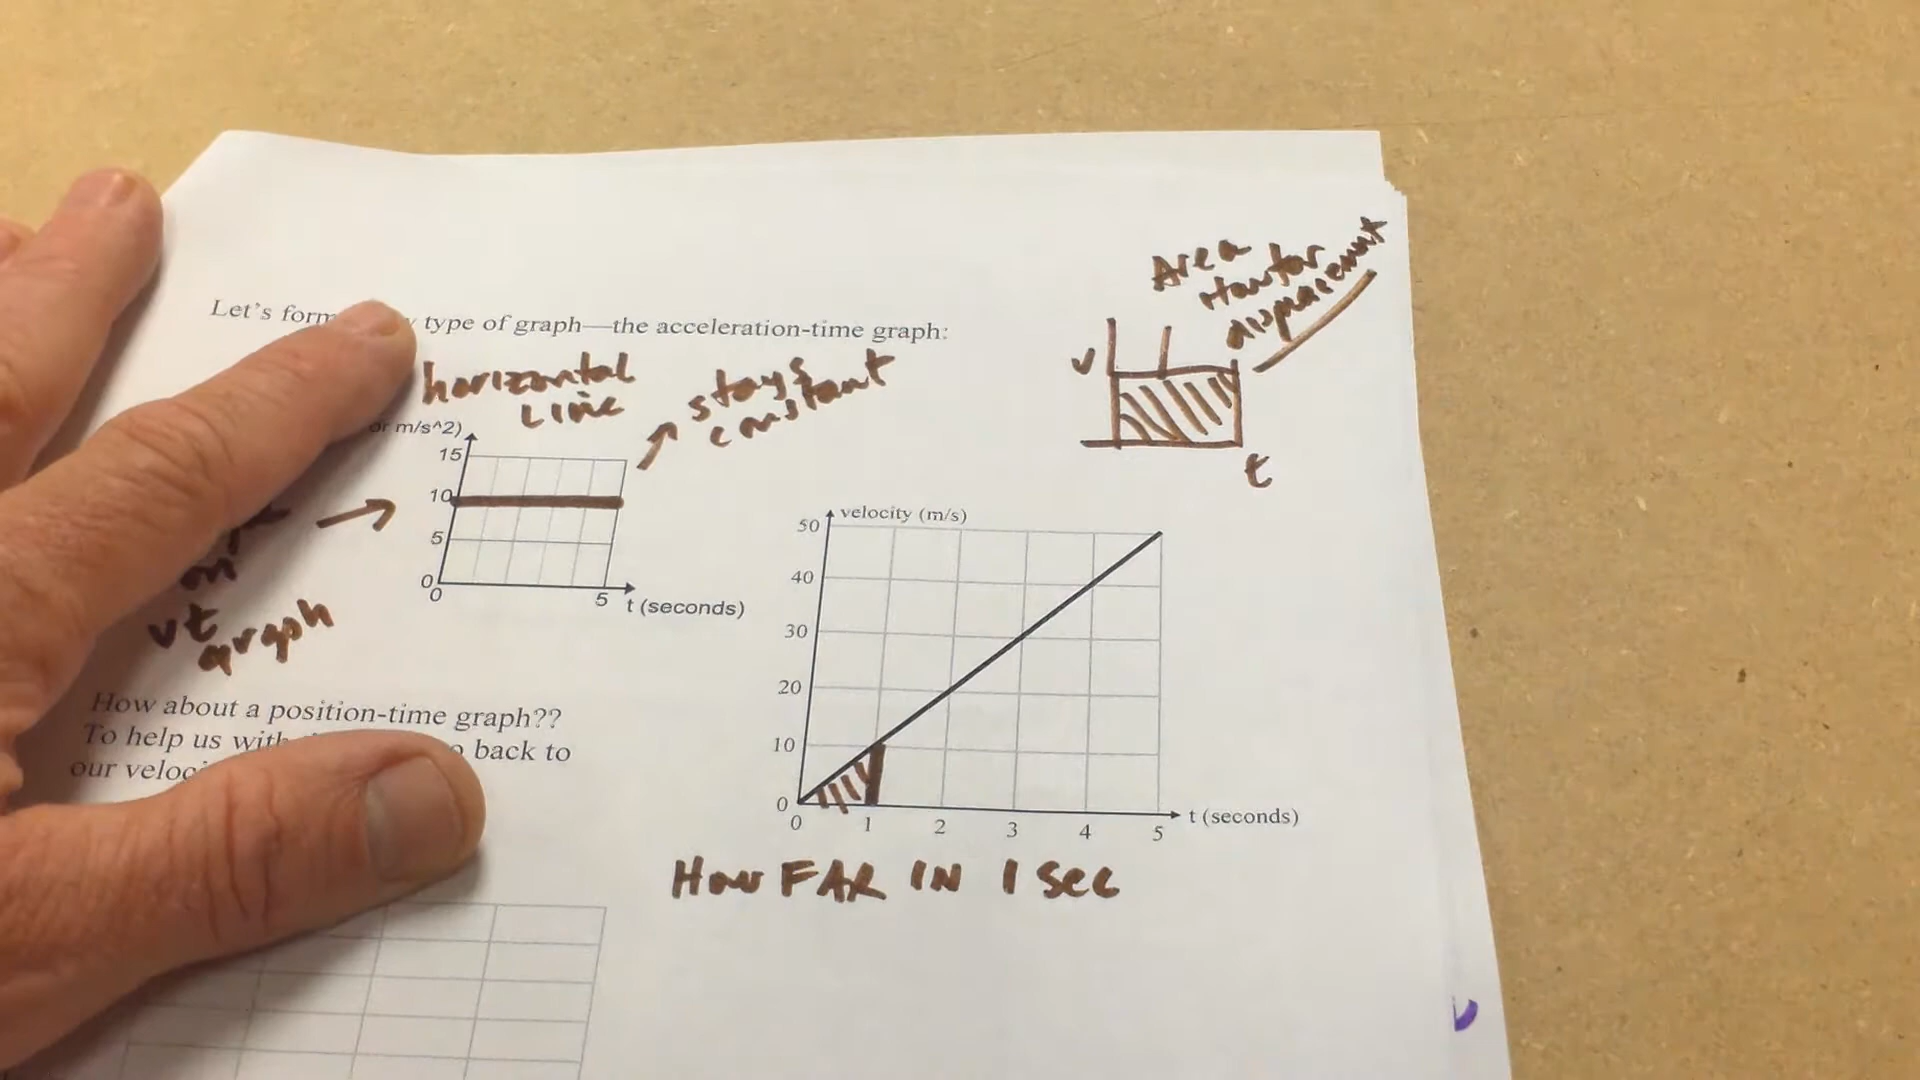 Area
displacement
Let's form type of graph—the acceleration-time graph:
horizontal
Line
stays
constant
or m/s^2)
15
10
5
0
0
5
t (seconds)
v
t
on
vt
graph
velocity (m/s)
50
40
30
20
10
0
0
1
2
3
4
5
t (seconds)
How about a position-time graph??
To help us with back to
our
How FAR IN 1 Sec